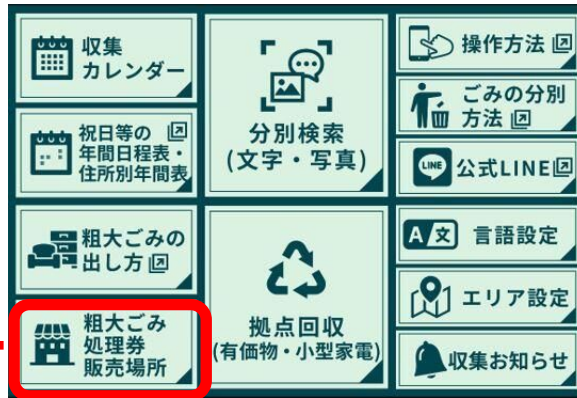 収集
カレンダー
祝日等の
年間日程表・
住所別年間表
粗大ごみの
出し方
粗大ごみ
処理券
販売場所
分別検索
(文字・写真)
拠点回収
(有価物・小型家電)
操作方法
ごみの分別
方法
LINE
公式LINE
A/文
言語設定
エリア設定
収集お知らせ